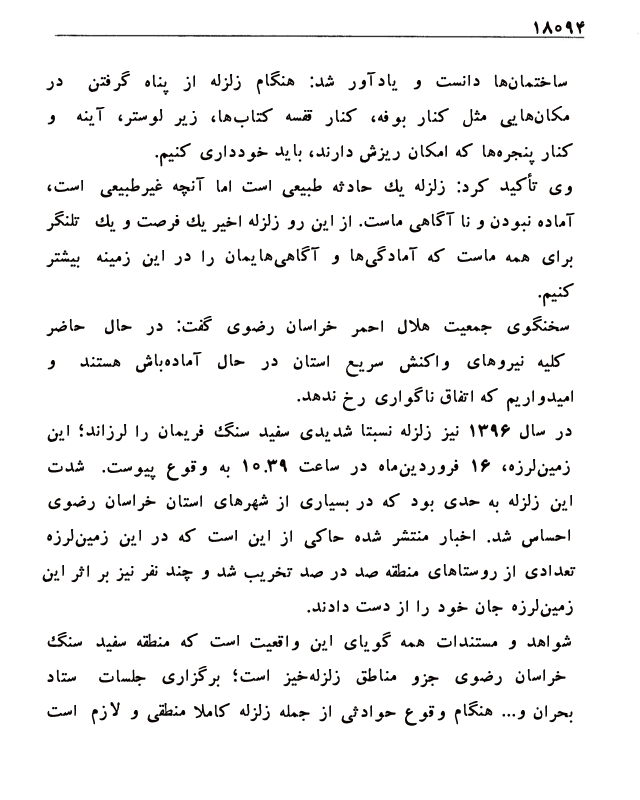 ۱۸۰۹۴
ساختمان‌ها دانست و یادآور شد: هنگام زلزله از پناه گرفتن در
مکان‌هایی مثل کنار بوفه، کنار قفسه کتاب‌ها، زیر لوستر، آینه و
کنار پنجره‌ها که امکان ریزش دارند، باید خودداری کنیم.
وی تأکید کرد: زلزله یك حادثه طبیعی است اما آنچه غیرطبیعی است،
آماده نبودن و نا آگاهی ماست. از این رو زلزله اخیر یك فرصت و یك تلنگر
برای همه ماست که آمادگی‌ها و آگاهی‌هایمان را در این زمینه بیشتر
کنیم.
سخنگوی جمعیت هلال احمر خراسان رضوی گفت: در حال حاضر
کلیه نیروهای واکنش سریع استان در حال آماده‌باش هستند و
امیدواریم که اتفاق ناگواری رخ ندهد.
در سال ۱۳۹۶ نیز زلزله نسبتا شدیدی سفید سنگ فریمان را لرزاند؛ این
زمین‌لرزه، ۱۶ فروردین‌ماه در ساعت ۱۰.۳۹ به وقوع پیوست. شدت
این زلزله به حدی بود که در بسیاری از شهرهای استان خراسان رضوی
احساس شد. اخبار منتشر شده حاکی از این است که در این زمین‌لرزه
تعدادی از روستاهای منطقه صد در صد تخریب شد و چند نفر نیز بر اثر این
زمین‌لرزه جان خود را از دست دادند.
شواهد و مستندات همه گویای این واقعیت است که منطقه سفید سنگ
خراسان رضوی جزو مناطق زلزله‌خیز است؛ برگزاری جلسات ستاد
بحران و... هنگام وقوع حوادثی از جمله زلزله کاملا منطقی و لازم است